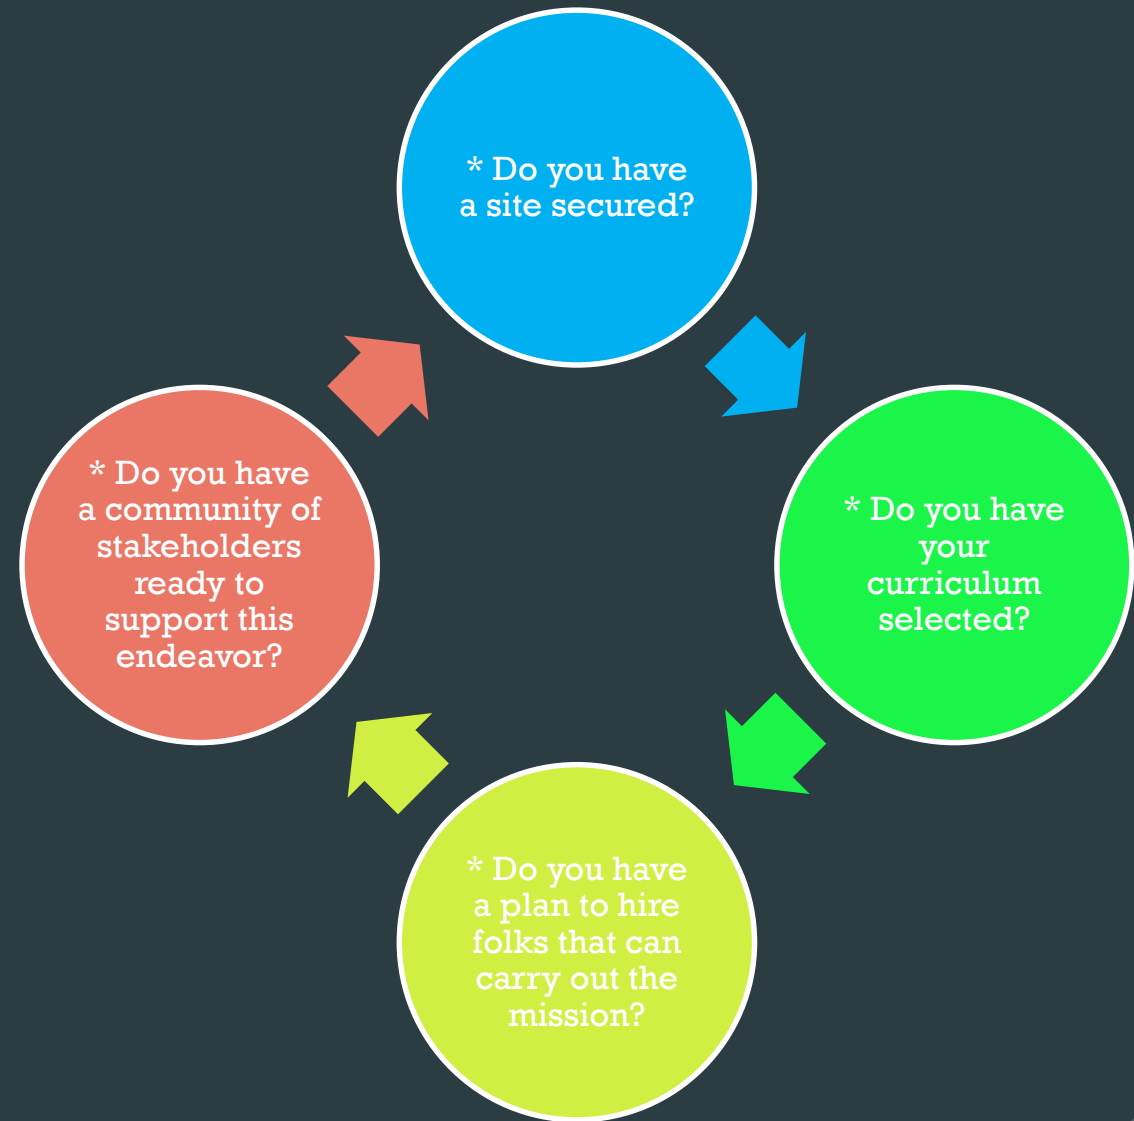 * Do you have
a site secured?
* Do you have
your
curriculum
selected?
* Do you have
a plan to hire
folks that can
carry out the
mission?
* Do you have
a community of
stakeholders
ready to
support this
endeavor?